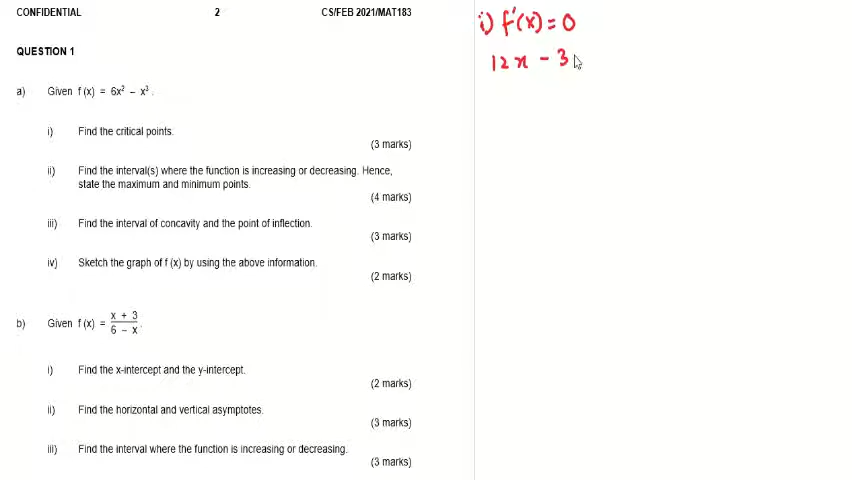 CONFIDENTIAL 2 CS/FEB 2021/MAT183
QUESTION 1
a) Given f (x) = 6x² − x³ .
i) Find the critical points.
(3 marks)
ii) Find the interval(s) where the function is increasing or decreasing. Hence,
state the maximum and minimum points.
(4 marks)
iii) Find the interval of concavity and the point of inflection.
(3 marks)
iv) Sketch the graph of f (x) by using the above information.
(2 marks)
b) Given f (x) = x + 3 / 6 − x .
i) Find the x-intercept and the y-intercept.
(2 marks)
ii) Find the horizontal and vertical asymptotes.
(3 marks)
iii) Find the interval where the function is increasing or decreasing.
(3 marks)
i) f'(x) = 0
12x − 3